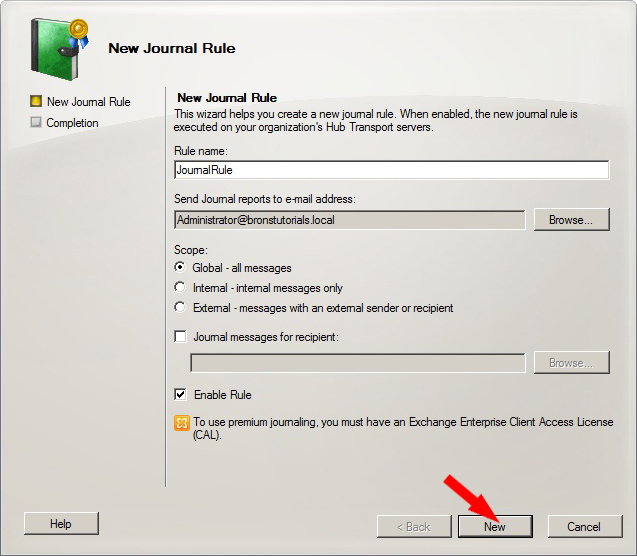 New Journal Rule
New Journal Rule
Completion
New Journal Rule
This wizard helps you create a new journal rule. When enabled, the new journal rule is
executed on your organization's Hub Transport servers.
Rule name:
JournalRule
Send Journal reports to e-mail address:
Administrator@bronstutorials.local
Browse...
Scope:
Global - all messages
Internal - internal messages only
External - messages with an external sender or recipient
Journal messages for recipient:
Browse...
Enable Rule
To use premium journaling, you must have an Exchange Enterprise Client Access License
(CAL).
Help
< Back
New
Cancel